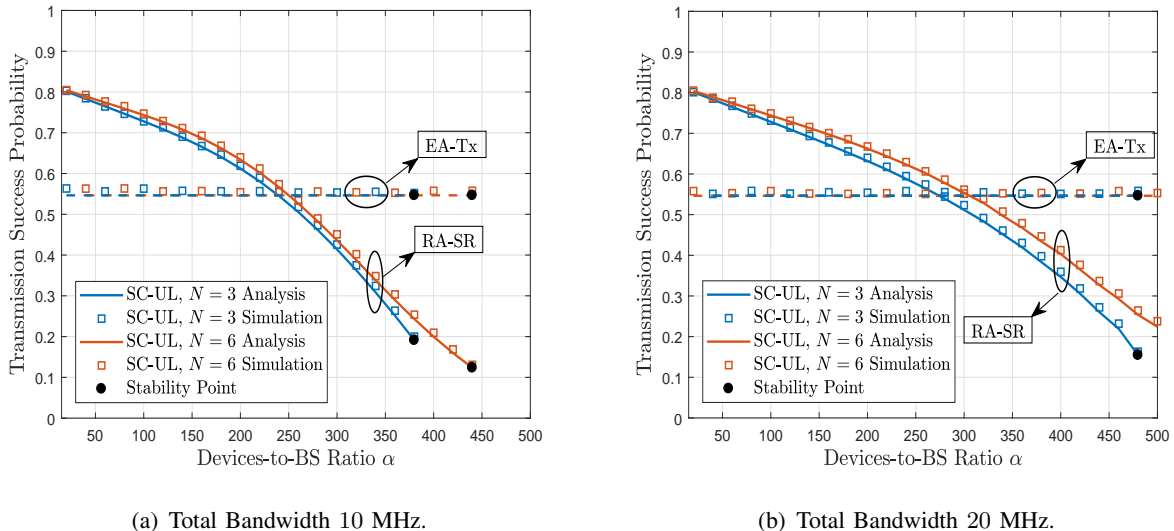 Transmission Success Probability
1
0.9
0.8
0.7
0.6
0.5
0.4
0.3
0.2
0.1
0
EA-Tx
RA-SR
SC-UL, N = 3 Analysis
SC-UL, N = 3 Simulation
SC-UL, N = 6 Analysis
SC-UL, N = 6 Simulation
Stability Point
50 100 150 200 250 300 350 400 450 500
Devices-to-BS Ratio α
(a) Total Bandwidth 10 MHz.
Transmission Success Probability
1
0.9
0.8
0.7
0.6
0.5
0.4
0.3
0.2
0.1
0
EA-Tx
RA-SR
SC-UL, N = 3 Analysis
SC-UL, N = 3 Simulation
SC-UL, N = 6 Analysis
SC-UL, N = 6 Simulation
Stability Point
50 100 150 200 250 300 350 400 450 500
Devices-to-BS Ratio α
(b) Total Bandwidth 20 MHz.